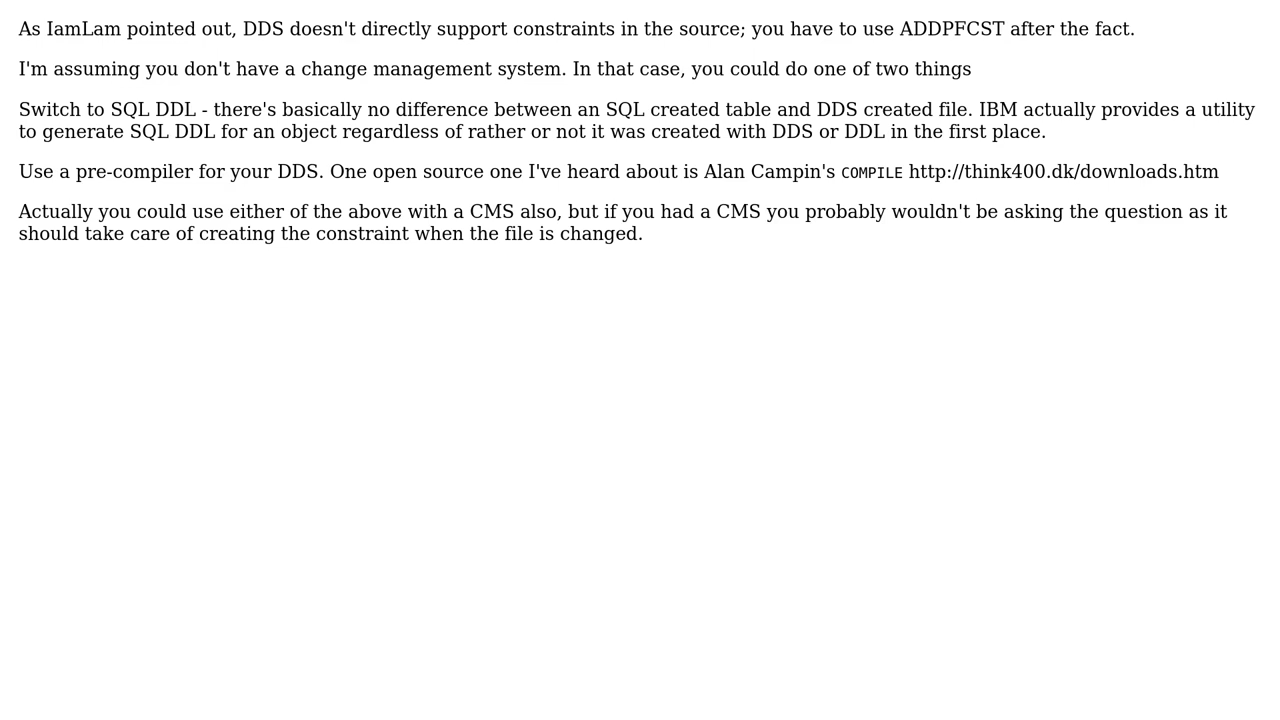 As IamLam pointed out, DDS doesn't directly support constraints in the source; you have to use ADDPFCST after the fact.
I'm assuming you don't have a change management system. In that case, you could do one of two things
Switch to SQL DDL - there's basically no difference between an SQL created table and DDS created file. IBM actually provides a utility
to generate SQL DDL for an object regardless of rather or not it was created with DDS or DDL in the first place.
Use a pre-compiler for your DDS. One open source one I've heard about is Alan Campin's COMPILE http://think400.dk/downloads.htm
Actually you could use either of the above with a CMS also, but if you had a CMS you probably wouldn't be asking the question as it
should take care of creating the constraint when the file is changed.